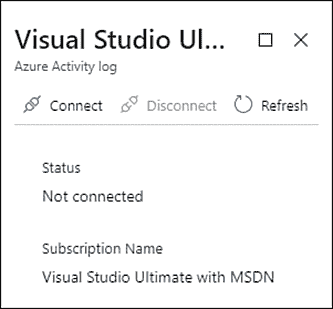 Visual Studio Ul...
Azure Activity log
Connect Disconnect Refresh
Status
Not connected
Subscription Name
Visual Studio Ultimate with MSDN